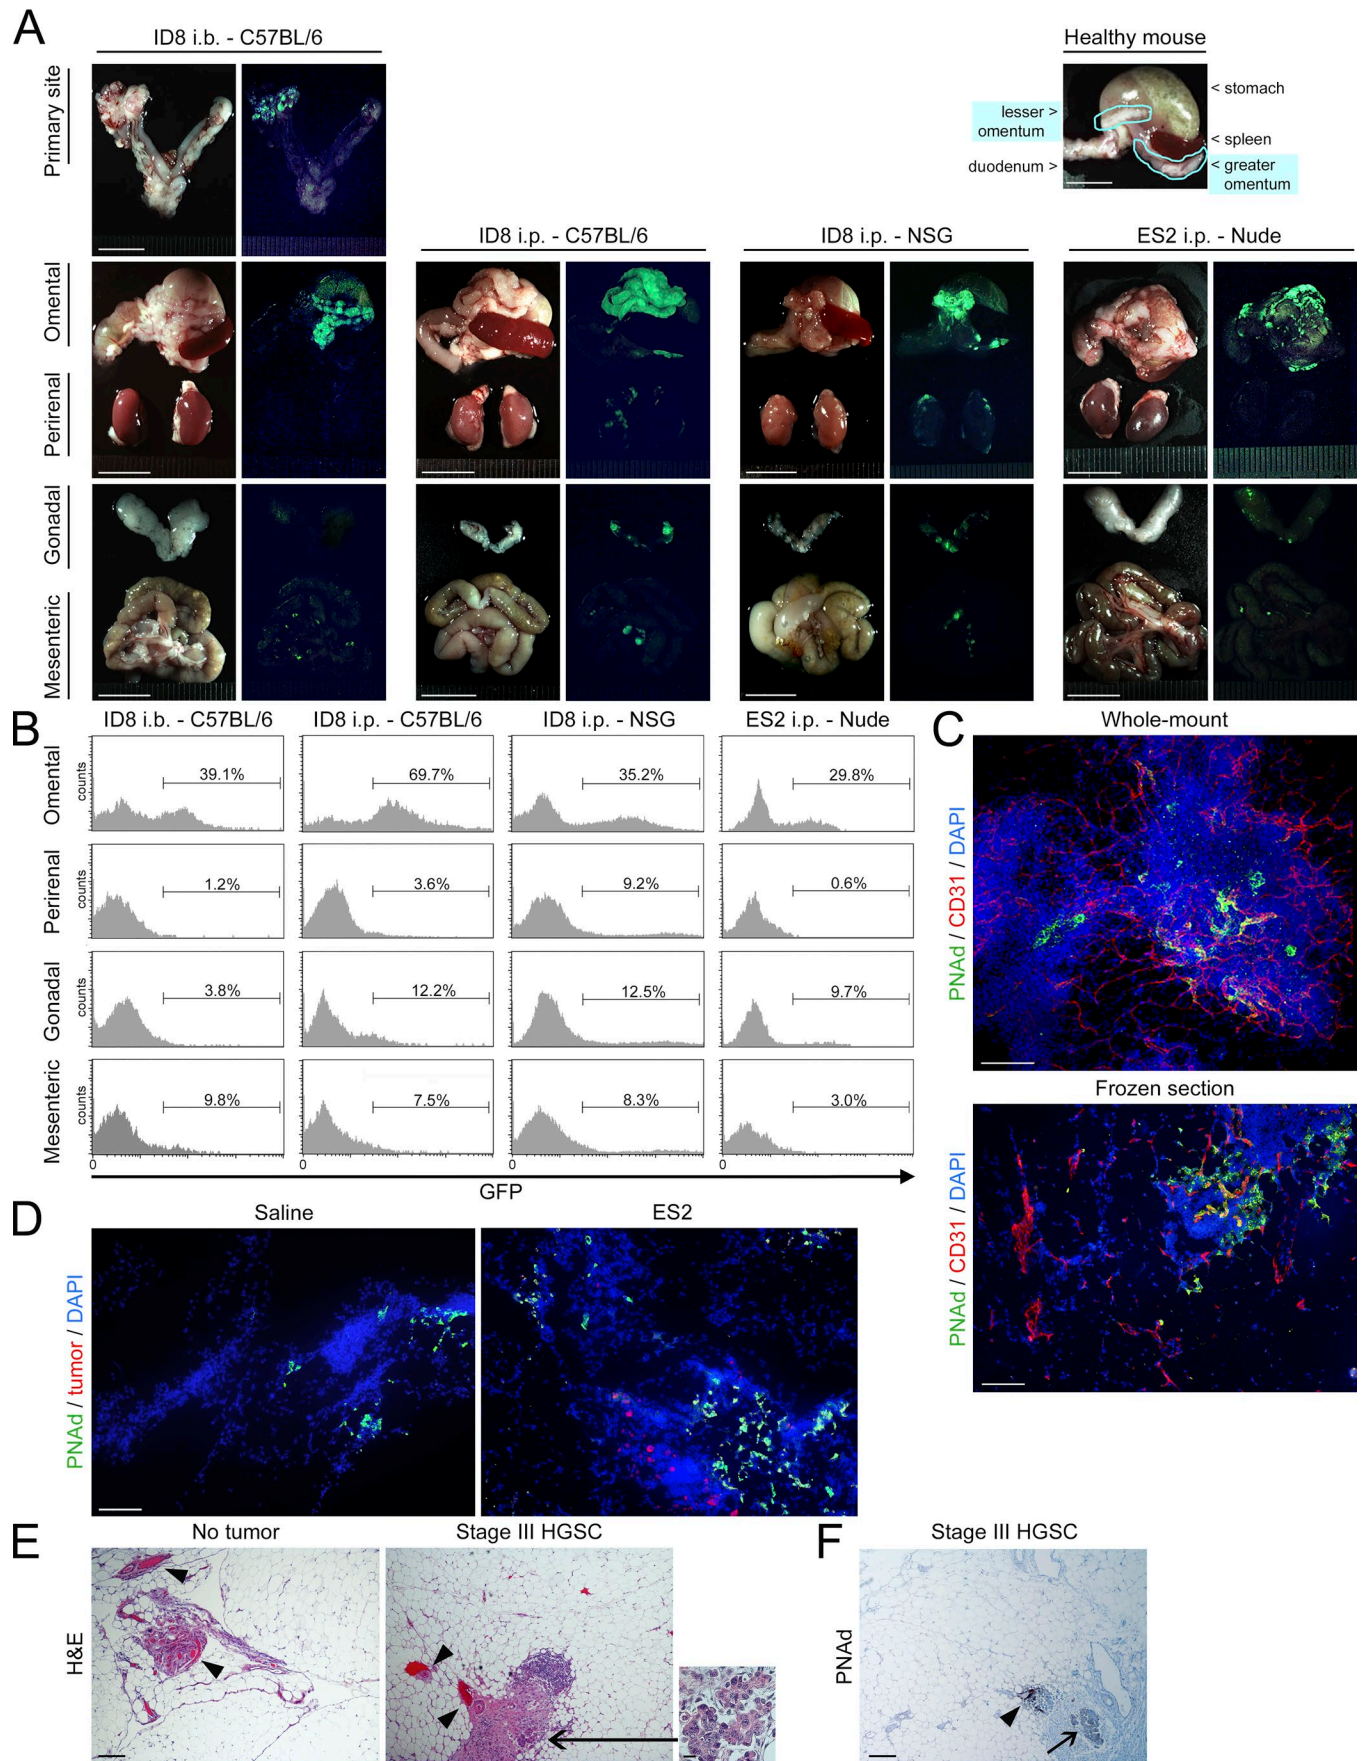 A
ID8 i.b. - C57BL/6
Healthy mouse
Primary site
lesser >
omentum
duodenum >
< stomach
< spleen
< greater
omentum
ID8 i.p. - C57BL/6
ID8 i.p. - NSG
ES2 i.p. - Nude
Omental
Perirenal
Gonadal
Mesenteric
B
ID8 i.b. - C57BL/6
ID8 i.p. - C57BL/6
ID8 i.p. - NSG
ES2 i.p. - Nude
Omental
counts
39.1%
69.7%
35.2%
29.8%
Perirenal
counts
1.2%
3.6%
9.2%
0.6%
Gonadal
counts
3.8%
12.2%
12.5%
9.7%
Mesenteric
counts
9.8%
7.5%
8.3%
3.0%
0
0
0
0
GFP
C
Whole-mount
PNAd / CD31 / DAPI
Frozen section
PNAd / CD31 / DAPI
D
Saline
ES2
PNAd / tumor / DAPI
E
No tumor
Stage III HGSC
H&E
F
Stage III HGSC
PNAd